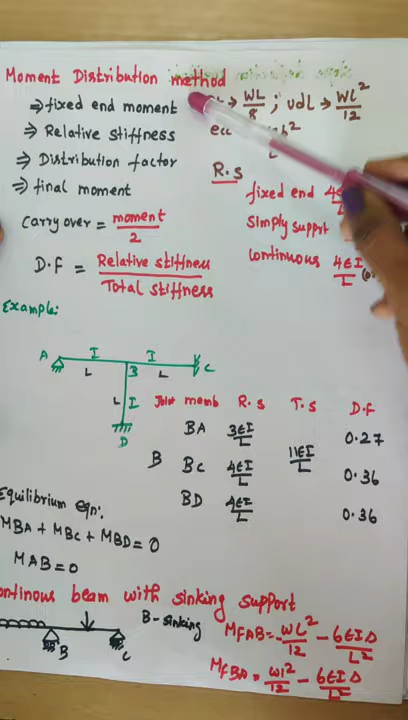 Moment Distribution method
⇒ fixed end moment
→ WL/8 ; udl → WL²/12
⇒ Relative stiffness
⇒ Distribution factor
⇒ final moment
R.S
fixed end
Simply supprt
continuous 4EI/L
Carry over = moment/2
D.F = Relative stiffness/Total stiffness
Example:
A I B I C
L L
L I
D
Joint memb R.S T.S D.F
B
BA 3EI/L 0.27
11EI/L
BC 4EI/L 0.36
BD 4EI/L 0.36
Equilibrium eqn:
MBA + MBC + MBD = 0
MAB = 0
continous beam with sinking support
B - sinking
B C
MFAB = -WL²/12 - 6EIΔ/L²
MFBA = Wl²/12 - 6EIΔ/L²